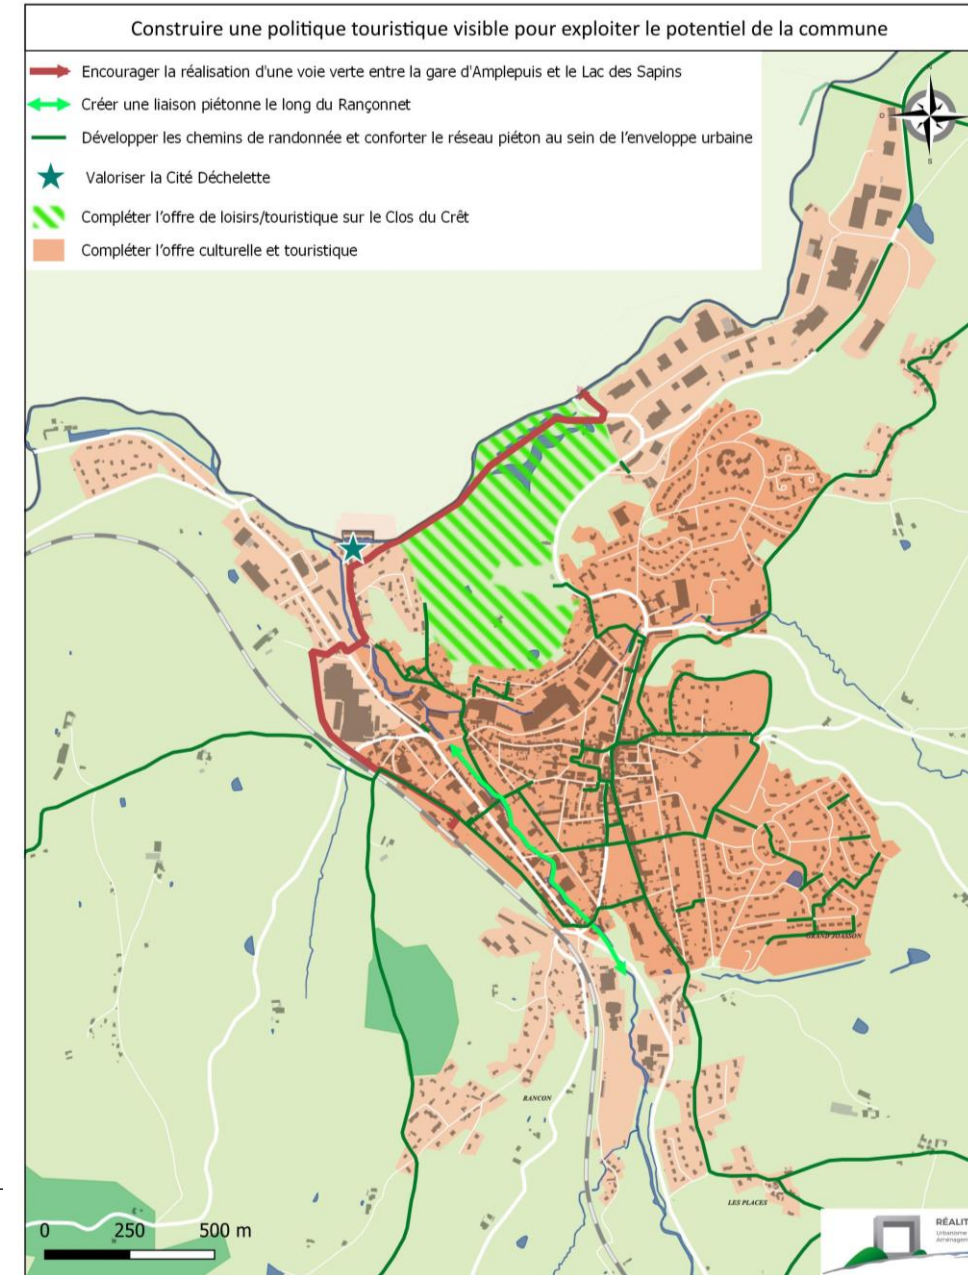 Construire une politique touristique visible pour exploiter le potentiel de la commune
Encourager la réalisation d'une voie verte entre la gare d'Amplepuis et le Lac des Sapins
Créer une liaison piétonne le long du Rançonnet
Développer les chemins de randonnée et conforter le réseau piéton au sein de l'enveloppe urbaine
Valoriser la Cité Déchelette
Compléter l'offre de loisirs/touristique sur le Clos du Crêt
Compléter l'offre culturelle et touristique
O
S
GRAND JOASSON
RANCON
LES PLACES
0 250 500 m
RÉALIT
Urbanisme
Aménagem